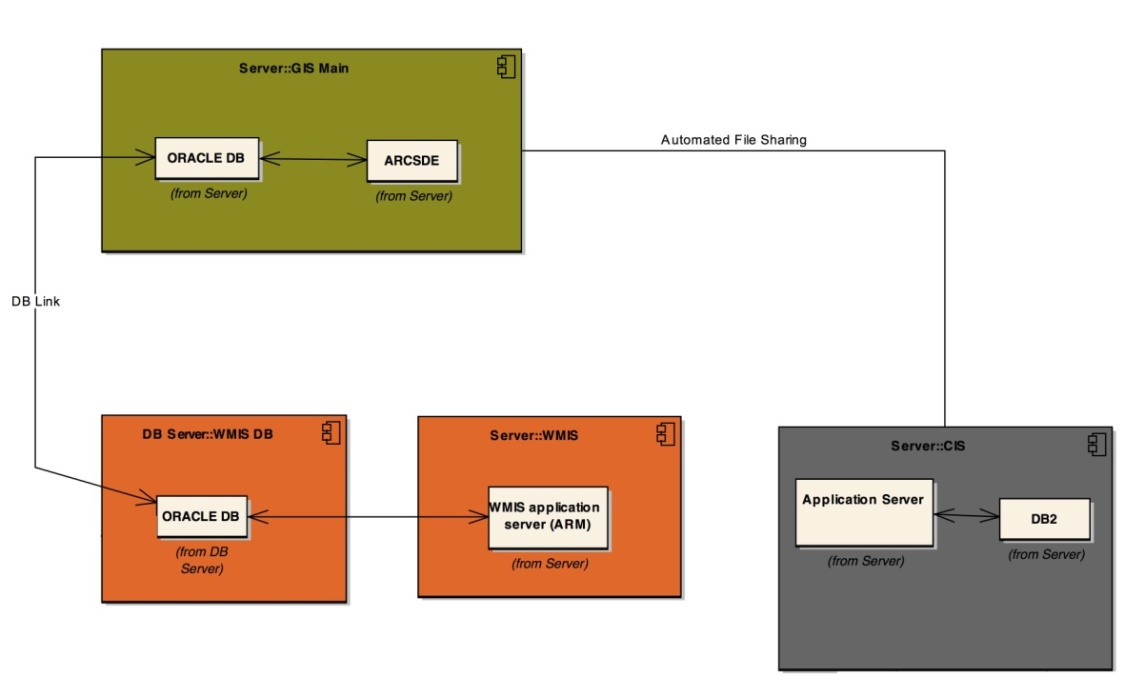 Server::GIS Main
ORACLE DB
(from Server)
ARCSDE
(from Server)
Automated File Sharing
DB Link
DB Server::WMIS DB
ORACLE DB
(from DB
Server)
Server::WMIS
WMIS application
server (ARM)
(from Server)
Server::CIS
Application Server
(from Server)
DB2
(from Server)